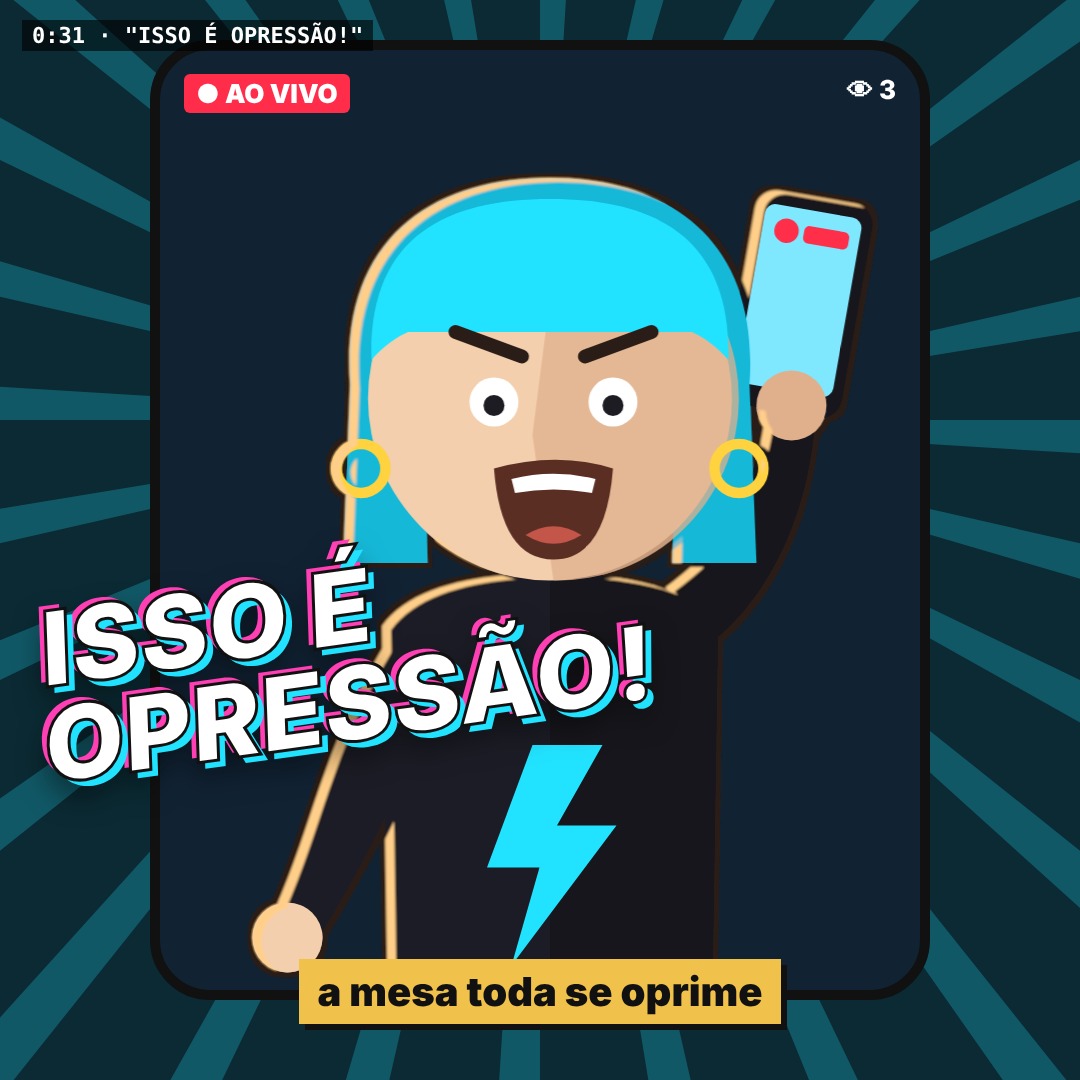 0:31 · "ISSO É OPRESSÃO!"
AO VIVO
3
ISSO É
OPRESSÃO!
a mesa toda se oprime